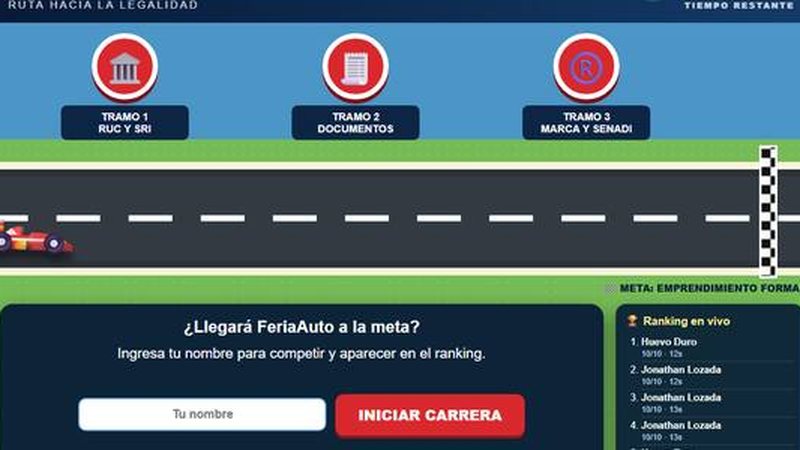 RUTA HACIA LA LEGALIDAD
TIEMPO RESTANTE
TRAMO 1
RUC Y SRI
TRAMO 2
DOCUMENTOS
R
TRAMO 3
MARCA Y SENADI
META: EMPRENDIMIENTO FORMA
¿Llegará FeriaAuto a la meta?
Ingresa tu nombre para competir y aparecer en el ranking.
Tu nombre
INICIAR CARRERA
Ranking en vivo
1. Huevo Duro
10/10 · 12s
2. Jonathan Lozada
10/10 · 12s
3. Jonathan Lozada
10/10 · 13s
4. Jonathan Lozada
10/10 · 13s